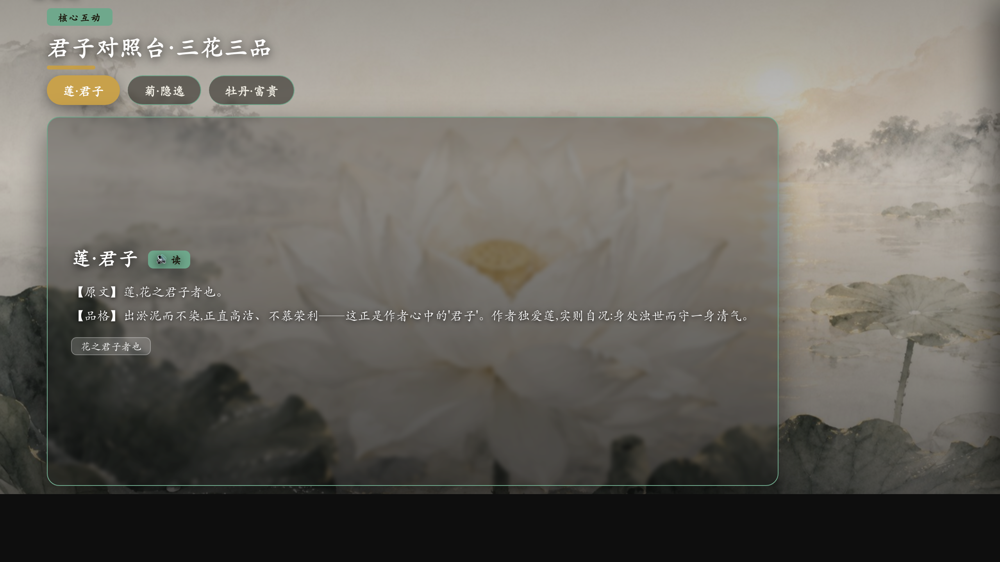 核心互动
君子对照台·三花三品
莲·君子
菊·隐逸
牡丹·富贵
莲·君子
🔊 读
【原文】莲,花之君子者也。
【品格】出淤泥而不染,正直高洁、不慕荣利——这正是作者心中的'君子'。作者独爱莲,实则自况:身处浊世而守一身清气。
花之君子者也